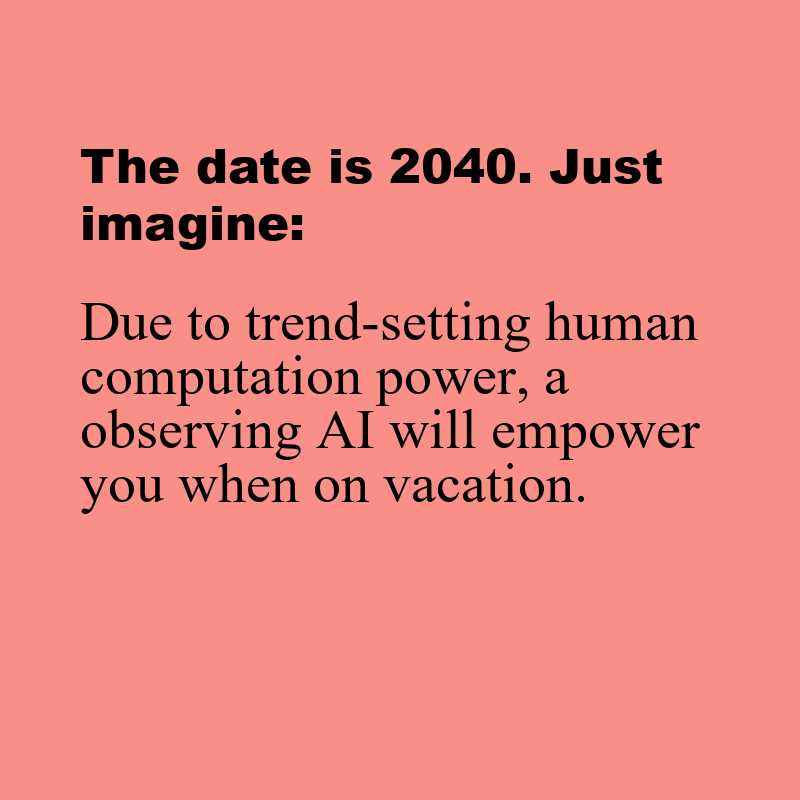 The date is 2040. Just
imagine:
Due to trend-setting human
computation power, a
observing AI will empower
you when on vacation.